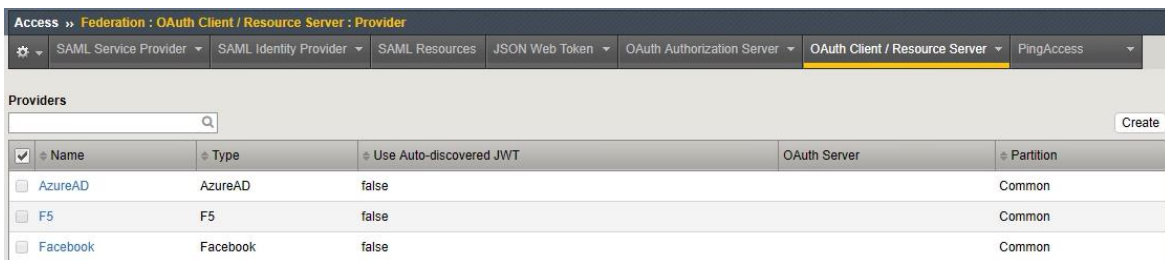 Access ›› Federation : OAuth Client / Resource Server : Provider
SAML Service Provider SAML Identity Provider SAML Resources JSON Web Token OAuth Authorization Server OAuth Client / Resource Server PingAccess
Providers
Create
Name Type Use Auto-discovered JWT OAuth Server Partition
AzureAD AzureAD false Common
F5 F5 false Common
Facebook Facebook false Common